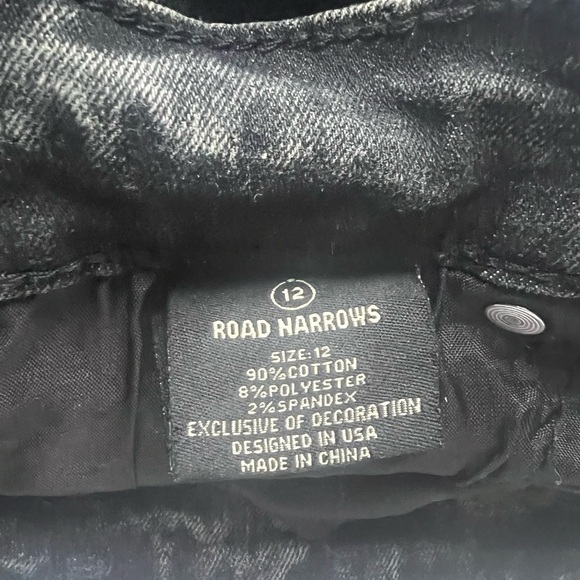 12
ROAD NARROWS
SIZE:12
90%COTTON
8%POLYESTER
2%SPANDEX
EXCLUSIVE OF DECORATION
DESIGNED IN USA
MADE IN CHINA